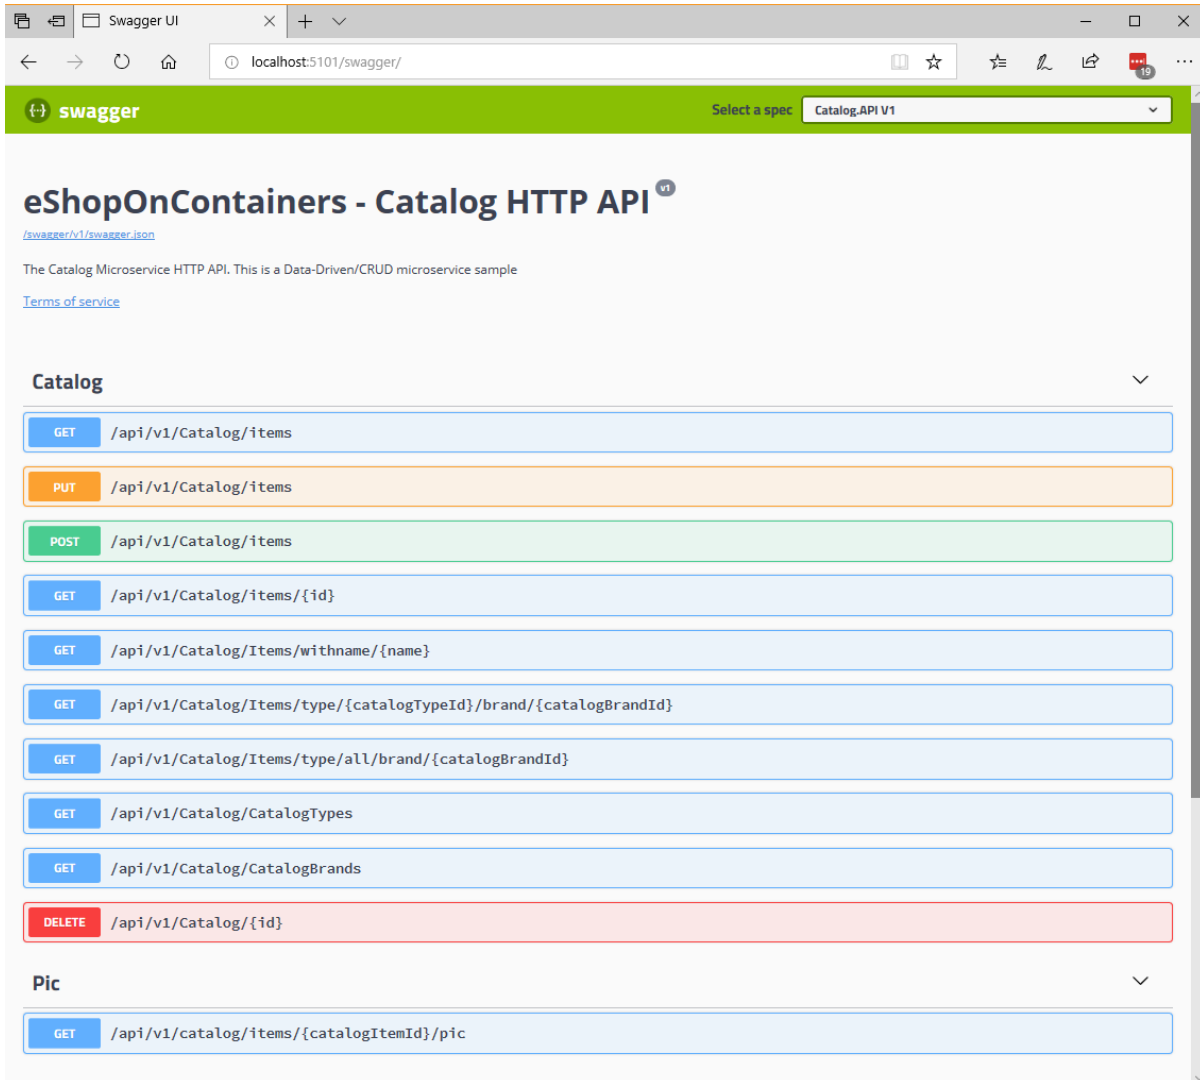 Swagger UI
localhost:5101/swagger/
19
swagger
Select a spec
Catalog.API V1
eShopOnContainers - Catalog HTTP API v1
/swagger/v1/swagger.json
The Catalog Microservice HTTP API. This is a Data-Driven/CRUD microservice sample
Terms of service
Catalog
GET /api/v1/Catalog/items
PUT /api/v1/Catalog/items
POST /api/v1/Catalog/items
GET /api/v1/Catalog/items/{id}
GET /api/v1/Catalog/Items/withname/{name}
GET /api/v1/Catalog/Items/type/{catalogTypeId}/brand/{catalogBrandId}
GET /api/v1/Catalog/Items/type/all/brand/{catalogBrandId}
GET /api/v1/Catalog/CatalogTypes
GET /api/v1/Catalog/CatalogBrands
DELETE /api/v1/Catalog/{id}
Pic
GET /api/v1/catalog/items/{catalogItemId}/pic